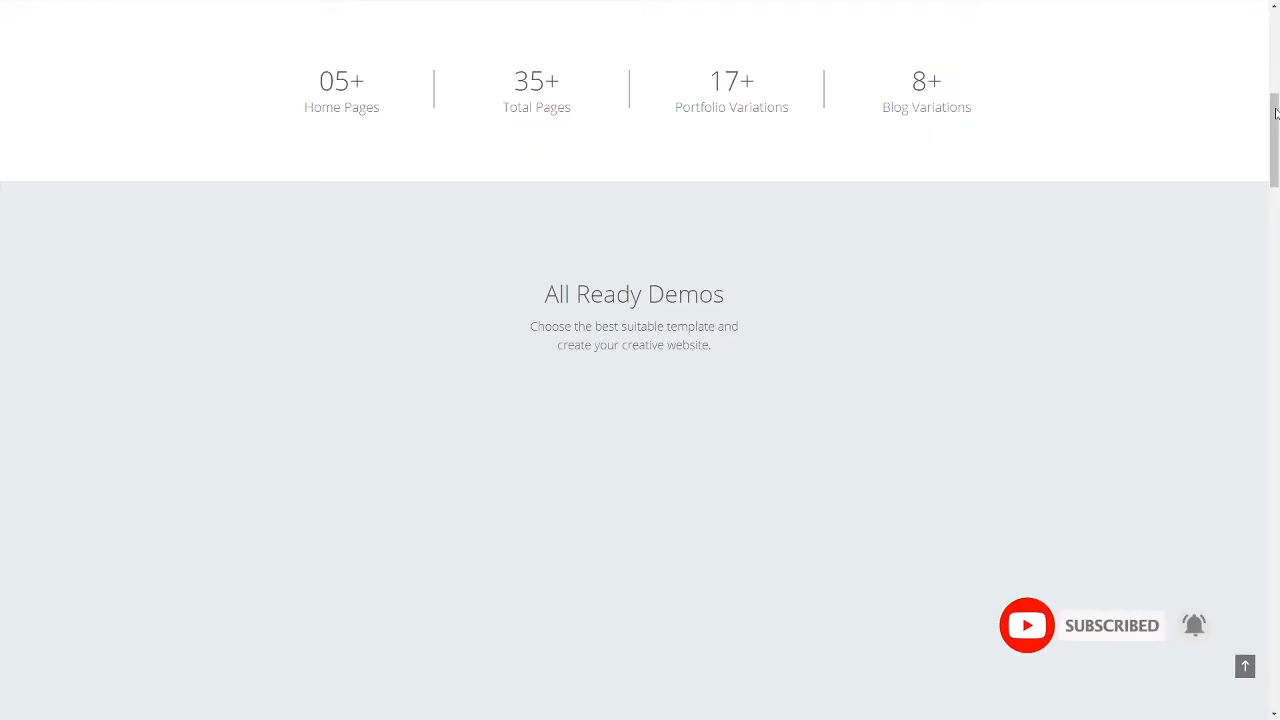 05+
35+
17+
8+
Home Pages
Total Pages
Portfolio Variations
Blog Variations
All Ready Demos
Choose the best suitable template and
create your creative website.
SUBSCRIBED